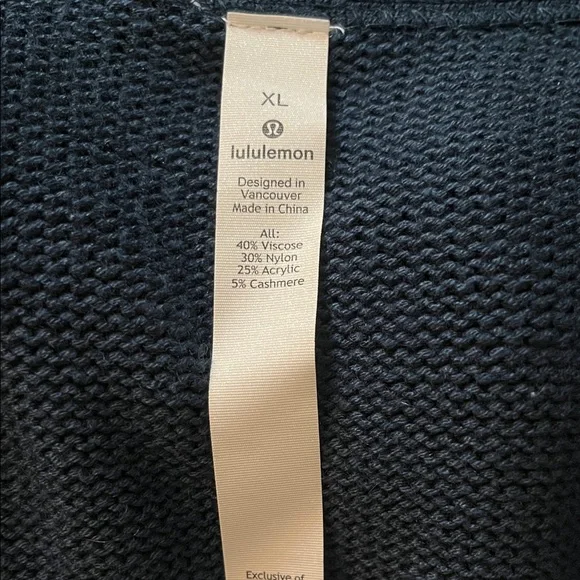 XL
lululemon
Designed in
Vancouver
Made in China
All:
40% Viscose
30% Nylon
25% Acrylic
5% Cashmere
Exclusive of